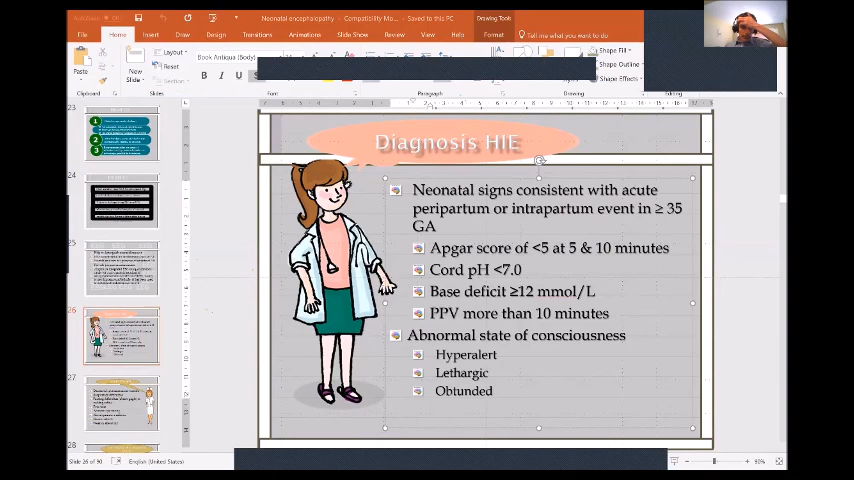 Neonatal encephalopathy - Compatibility Mo... - Saved to this PC
Drawing Tools
File Home Insert Draw Design Transitions Animations Slide Show Review View Help Format Tell me what you want to do
Paste
New
Slide
Layout
Reset
Section
Book Antiqua (Body)
B I U S
Shape Fill
Shape Outline
Shape Effects
Clipboard
Slides
Paragraph
Editing
23
24
25
26
27
28
Diagnosis HIE
Neonatal signs consistent with acute
peripartum or intrapartum event in ≥ 35
GA
Apgar score of <5 at 5 & 10 minutes
Cord pH <7.0
Base deficit ≥12 mmol/L
PPV more than 10 minutes
Abnormal state of consciousness
Hyperalert
Lethargic
Obtunded
Slide 26 of 30
English (United States)
90%